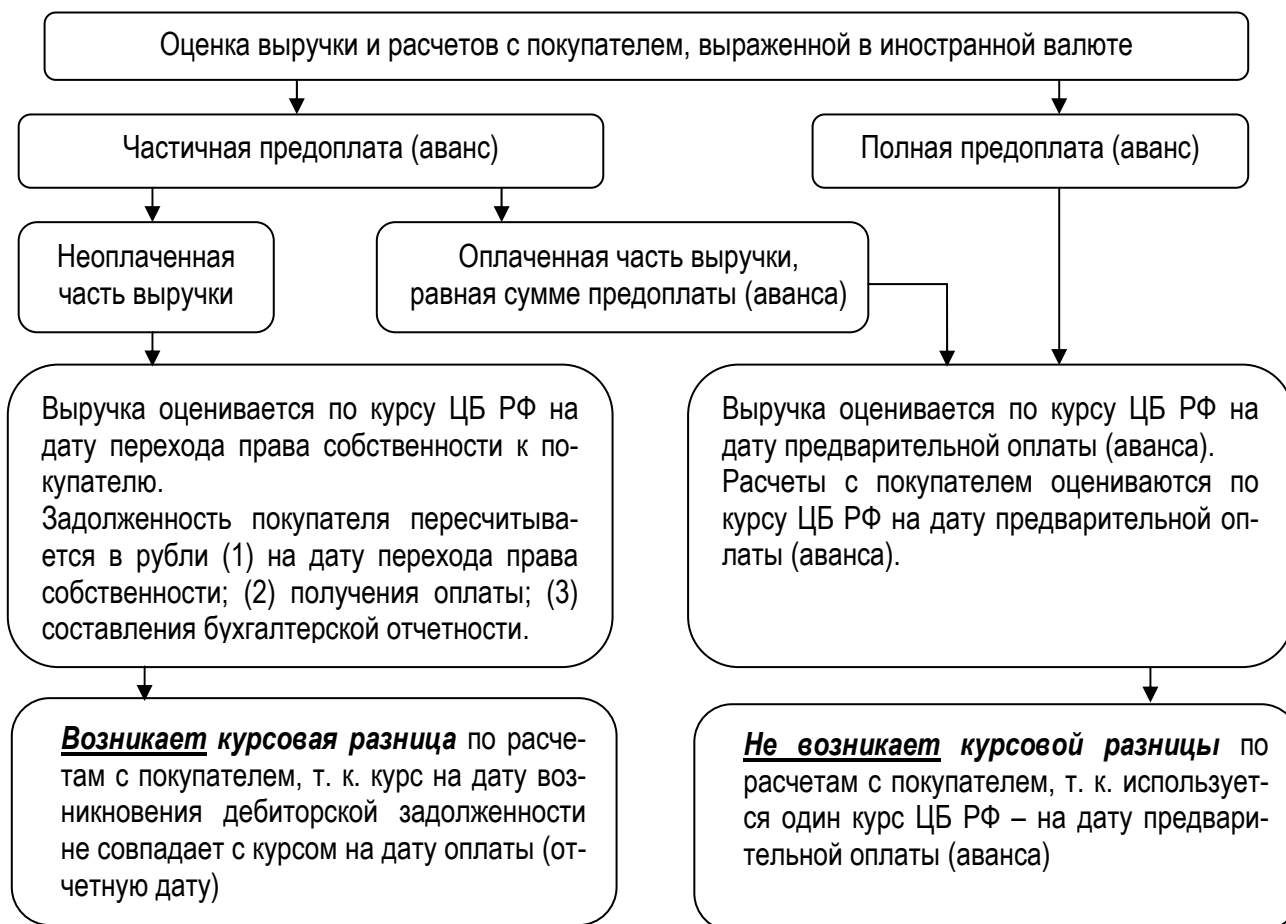 Оценка выручки и расчетов с покупателем, выраженной в иностранной валюте
Частичная предоплата (аванс)
Полная предоплата (аванс)
Неоплаченная
часть выручки
Оплаченная часть выручки,
равная сумме предоплаты (аванса)
Выручка оценивается по курсу ЦБ РФ на
дату перехода права собственности к по-
купателю.
Задолженность покупателя пересчитыва-
ется в рубли (1) на дату перехода права
собственности; (2) получения оплаты; (3)
составления бухгалтерской отчетности.
Выручка оценивается по курсу ЦБ РФ на
дату предварительной оплаты (аванса).
Расчеты с покупателем оцениваются по
курсу ЦБ РФ на дату предварительной оп-
латы (аванса).
Возникает курсовая разница по расче-
там с покупателем, т. к. курс на дату воз-
никновения дебиторской задолженности
не совпадает с курсом на дату оплаты (от-
четную дату)
Не возникает курсовой разницы по
расчетам с покупателем, т. к. использует-
ся один курс ЦБ РФ – на дату предвари-
тельной оплаты (аванса)